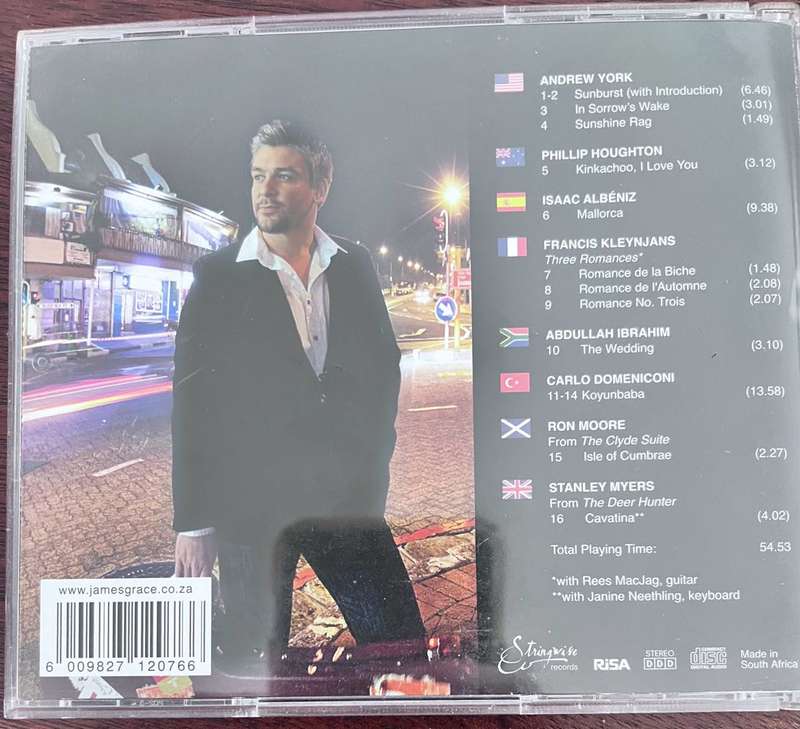 ANDREW YORK
1-2 Sunburst (with Introduction) (6.46)
3 In Sorrow's Wake (3.01)
4 Sunshine Rag (1.49)
PHILLIP HOUGHTON
5 Kinkachoo, I Love You (3.12)
ISAAC ALBÉNIZ
6 Mallorca (9.38)
FRANCIS KLEYNJANS
Three Romances*
7 Romance de la Biche (1.48)
8 Romance de l'Automne (2.08)
9 Romance No. Trois (2.07)
ABDULLAH IBRAHIM
10 The Wedding (3.10)
CARLO DOMENICONI
11-14 Koyunbaba (13.58)
RON MOORE
From The Clyde Suite
15 Isle of Cumbrae (2.27)
STANLEY MYERS
From The Deer Hunter
16 Cavatina** (4.02)
Total Playing Time: 54.53
*with Rees MacJag, guitar
**with Janine Neethling, keyboard
www.jamesgrace.co.za
6 009827 120766
Stringwise
records
RiSA
STEREO
DDD
COMPACT
disc
DIGITAL AUDIO
Made in
South Africa